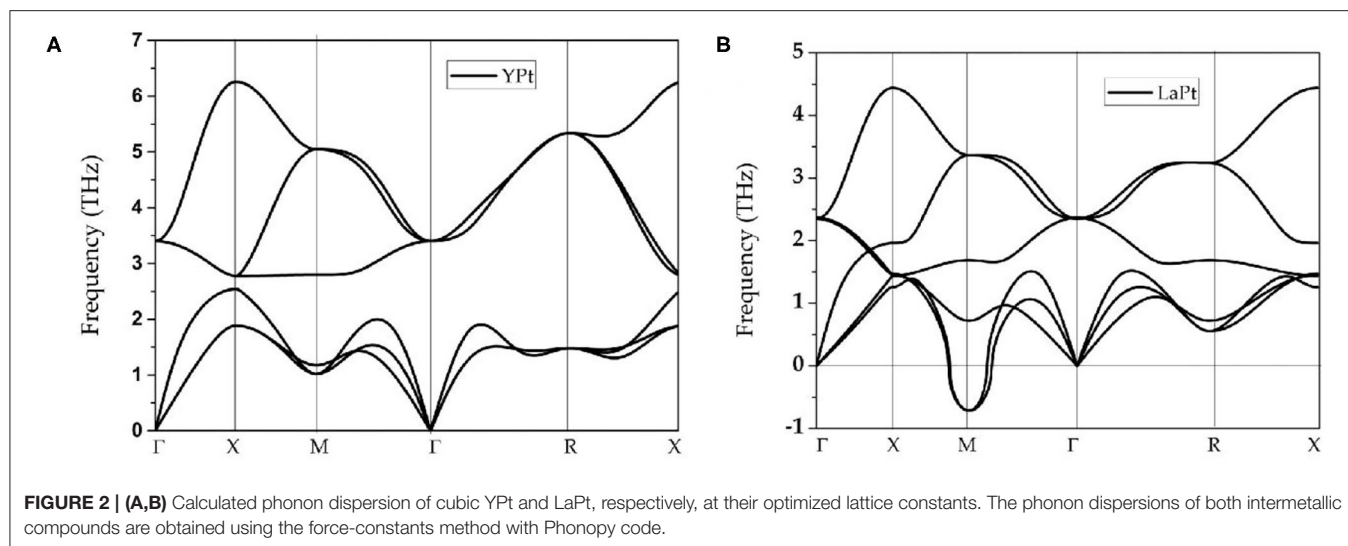 A
7
6
5
4
3
2
1
0
Frequency (THz)
YPt
Γ X M Γ R X
B
5
4
3
2
1
0
-1
Frequency (THz)
LaPt
Γ X M Γ R X
FIGURE 2 | (A,B) Calculated phonon dispersion of cubic YPt and LaPt, respectively, at their optimized lattice constants. The phonon dispersions of both intermetallic
compounds are obtained using the force-constants method with Phonopy code.